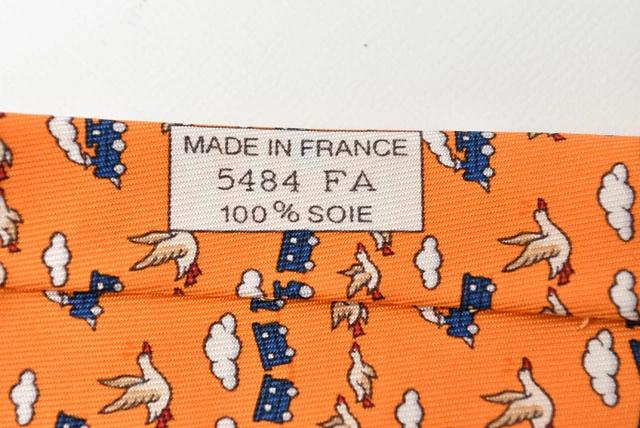 MADE IN FRANCE
5484 FA
100% SOIE